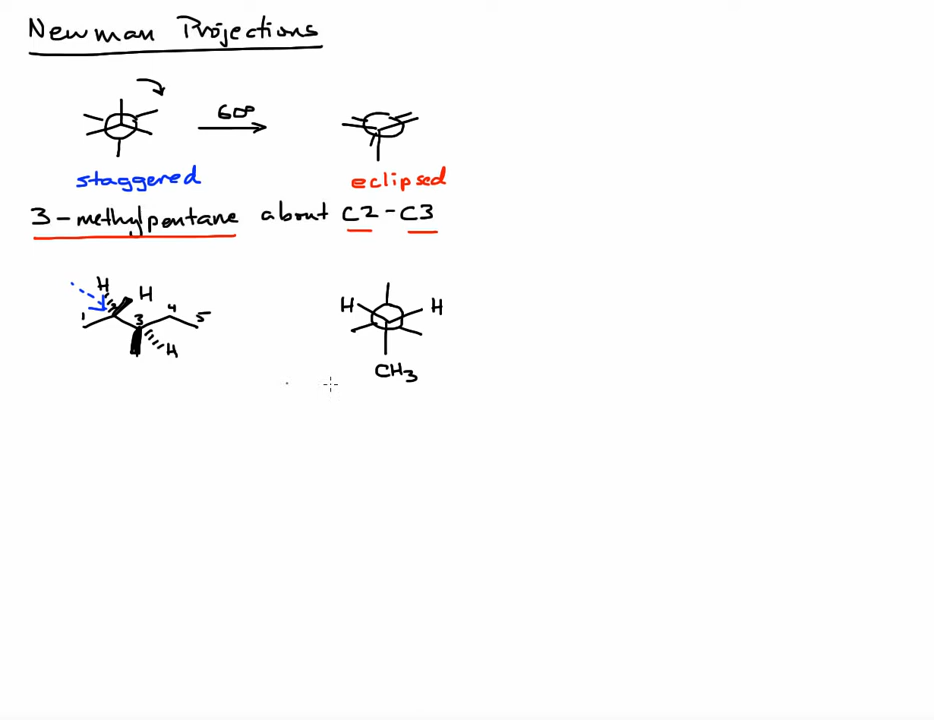 Newman Projections
60°
staggered eclipsed
3-methylpentane about C2-C3
H H
1 2 3 4 5
H
H H
CH3